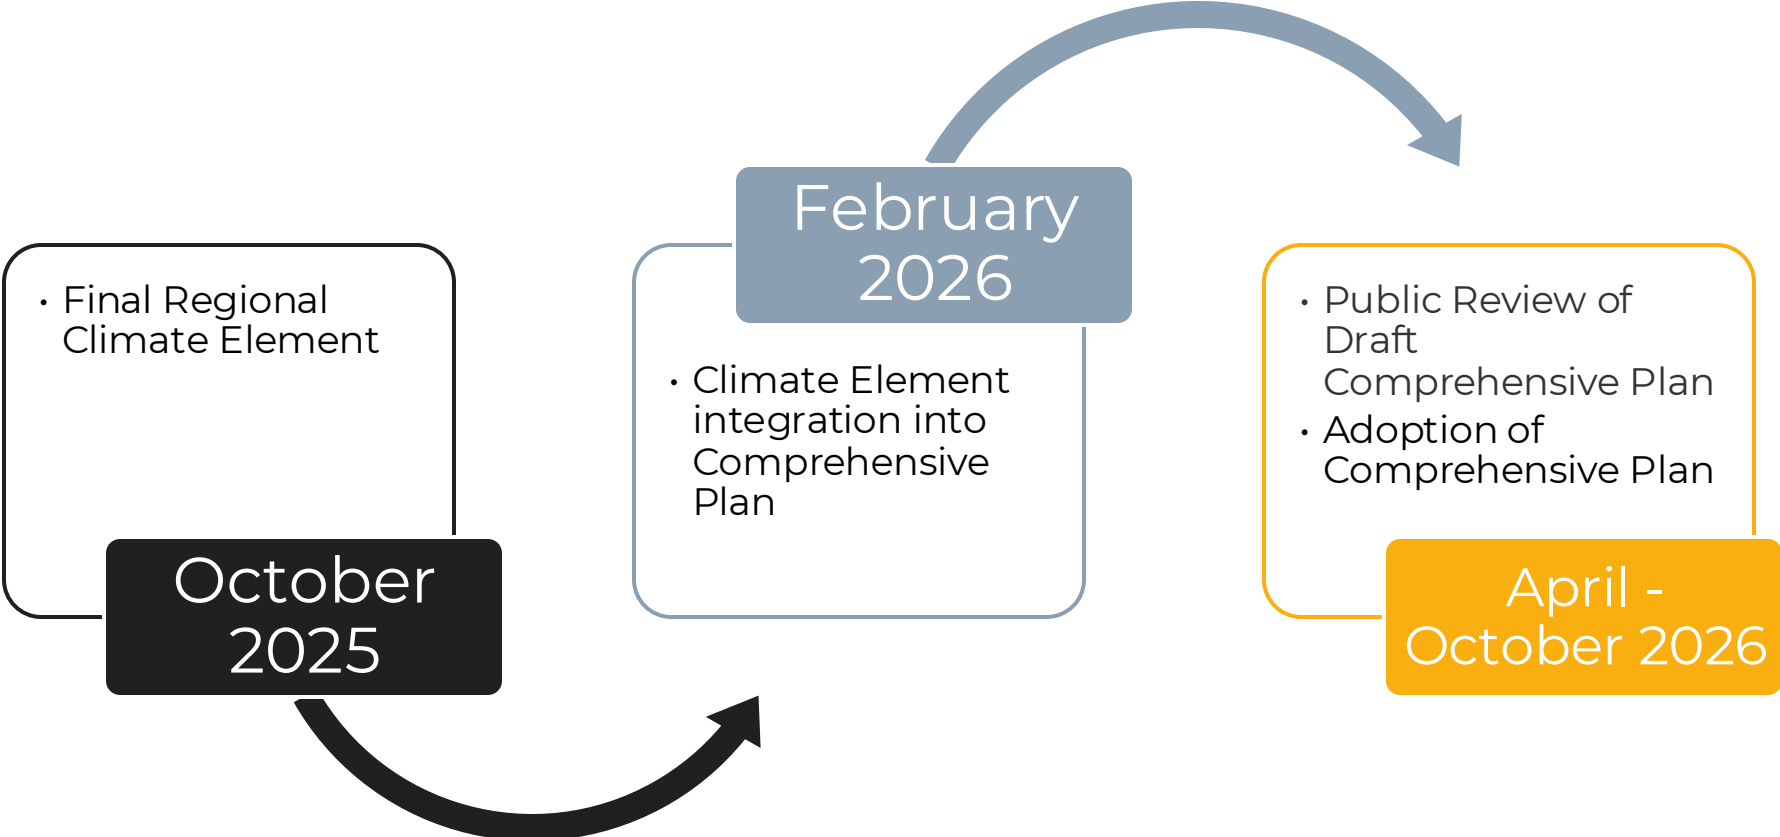 • Final Regional
Climate Element
October
2025
February
2026
• Climate Element
integration into
Comprehensive
Plan
• Public Review of
Draft
Comprehensive Plan
• Adoption of
Comprehensive Plan
April -
October 2026